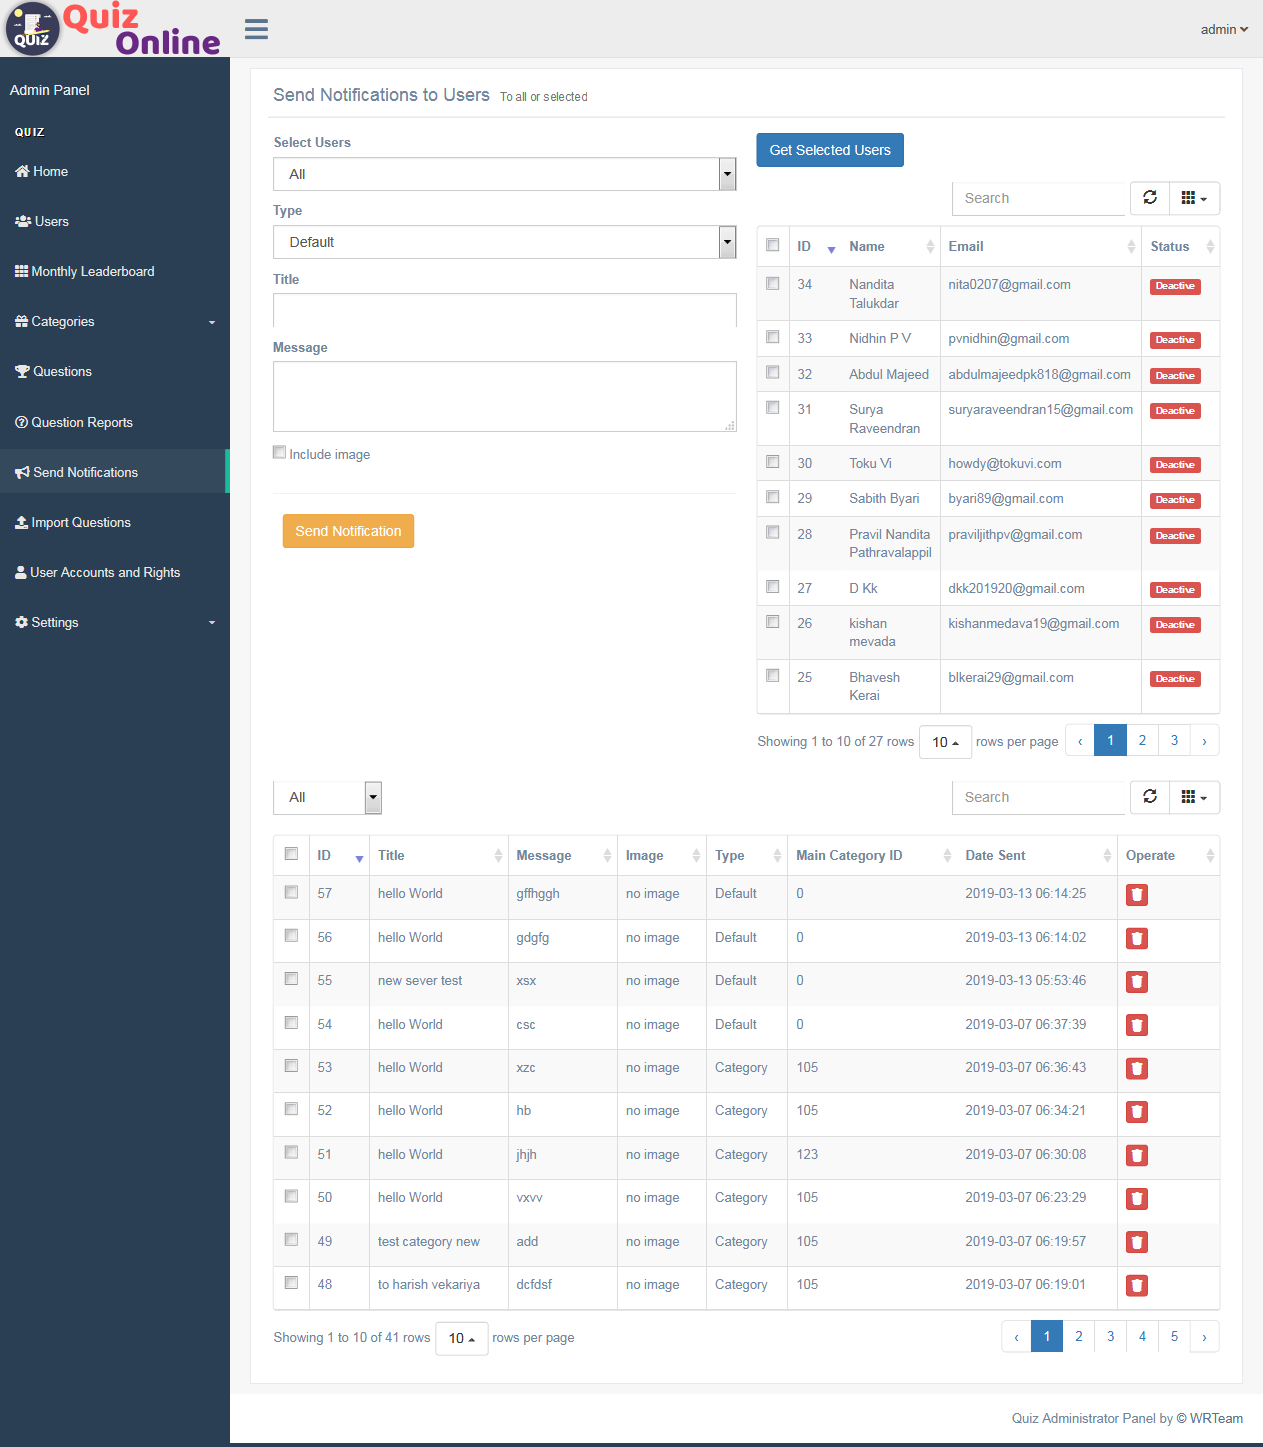 QUIZ
Quiz
Online
admin
Admin Panel
QUIZ
Home
Users
Monthly Leaderboard
Categories
Questions
Question Reports
Send Notifications
Import Questions
User Accounts and Rights
Settings
Send Notifications to Users To all or selected
Select Users
All
Type
Default
Title
Message
Include image
Send Notification
Get Selected Users
Search
ID Name Email Status
34 Nandita Talukdar nita0207@gmail.com Deactive
33 Nidhin P V pvnidhin@gmail.com Deactive
32 Abdul Majeed abdulmajeedpk818@gmail.com Deactive
31 Surya Raveendran suryaraveendran15@gmail.com Deactive
30 Toku Vi howdy@tokuvi.com Deactive
29 Sabith Byari byari89@gmail.com Deactive
28 Pravil Nandita Pathravalappil praviljithpv@gmail.com Deactive
27 D Kk dkk201920@gmail.com Deactive
26 kishan mevada kishanmedava19@gmail.com Deactive
25 Bhavesh Kerai blkerai29@gmail.com Deactive
Showing 1 to 10 of 27 rows 10 rows per page ‹ 1 2 3 ›
All
Search
ID Title Message Image Type Main Category ID Date Sent Operate
57 hello World gffhggh no image Default 0 2019-03-13 06:14:25
56 hello World gdgfg no image Default 0 2019-03-13 06:14:02
55 new sever test xsx no image Default 0 2019-03-13 05:53:46
54 hello World csc no image Default 0 2019-03-07 06:37:39
53 hello World xzc no image Category 105 2019-03-07 06:36:43
52 hello World hb no image Category 105 2019-03-07 06:34:21
51 hello World jhjh no image Category 123 2019-03-07 06:30:08
50 hello World vxvv no image Category 105 2019-03-07 06:23:29
49 test category new add no image Category 105 2019-03-07 06:19:57
48 to harish vekariya dcfdsf no image Category 105 2019-03-07 06:19:01
Showing 1 to 10 of 41 rows 10 rows per page ‹ 1 2 3 4 5 ›
Quiz Administrator Panel by © WRTeam